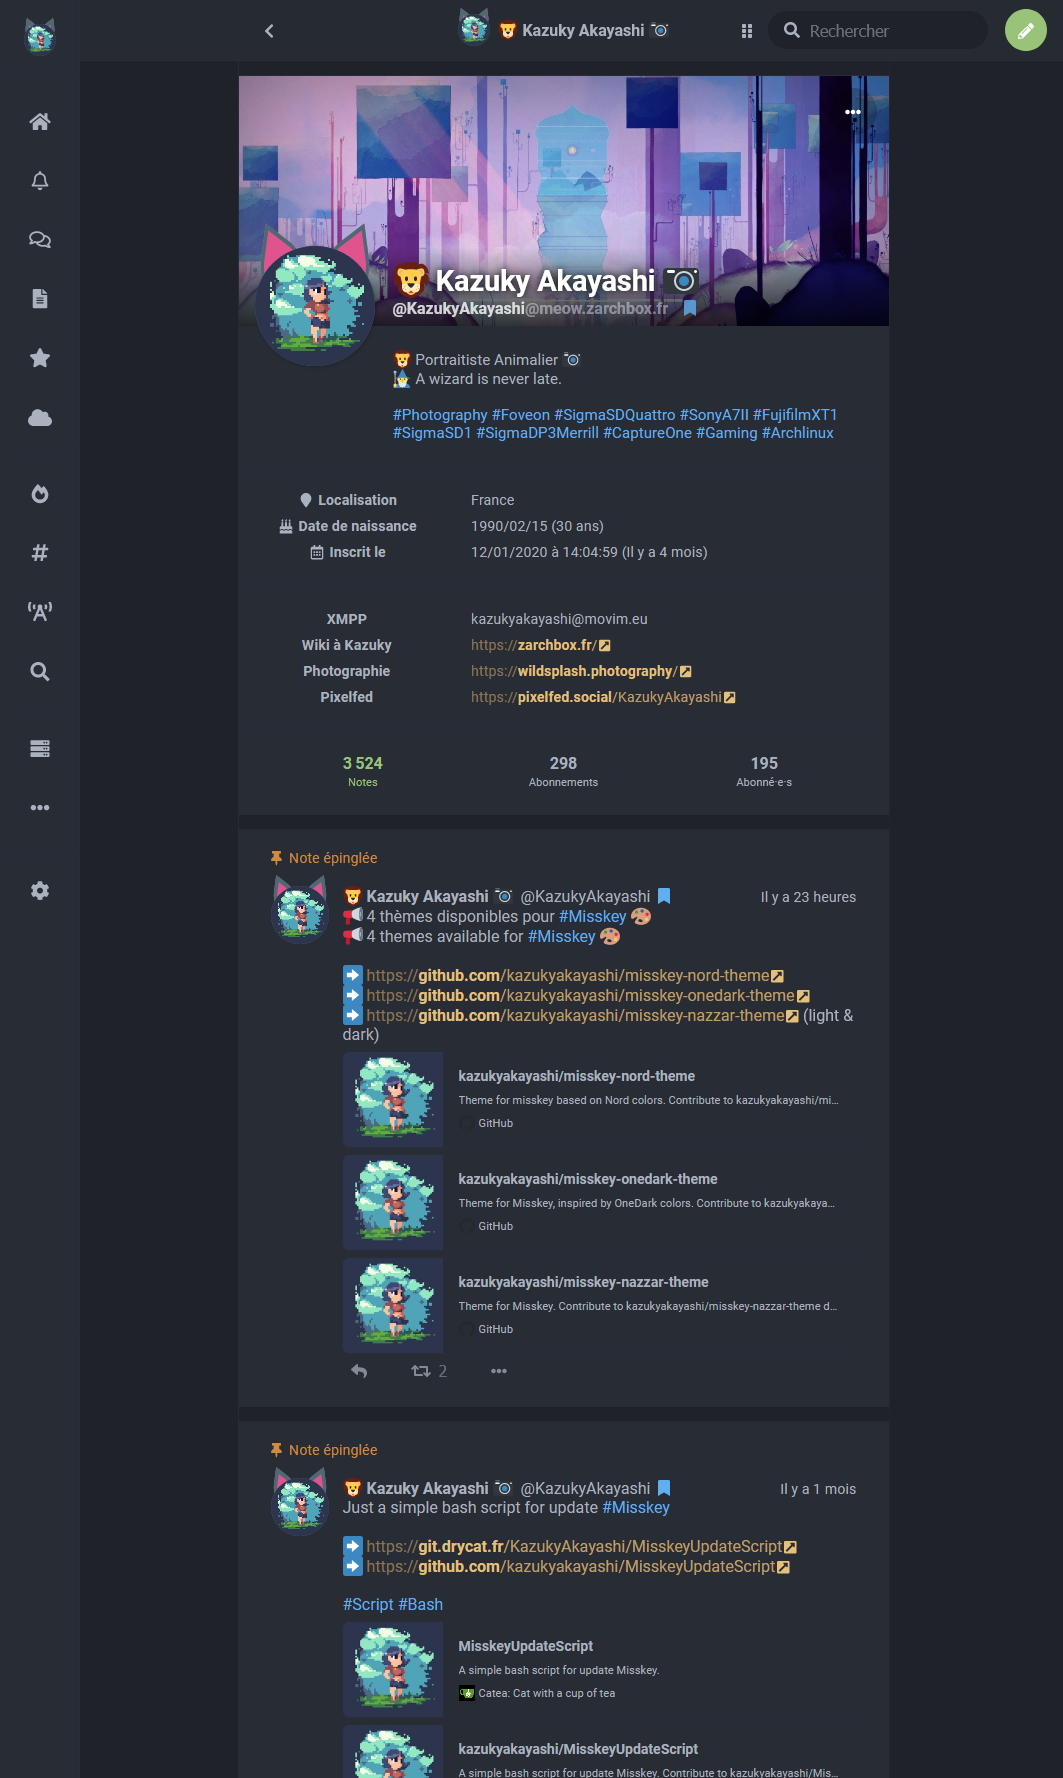 Kazuky Akayashi
Rechercher
Kazuky Akayashi
@KazukyAkayashi@meow.zarchbox.fr
Portraitiste Animalier
A wizard is never late.
#Photography #Foveon #SigmaSDQuattro #SonyA7II #FujifilmXT1
#SigmaSD1 #SigmaDP3Merrill #CaptureOne #Gaming #Archlinux
Localisation France
Date de naissance 1990/02/15 (30 ans)
Inscrit le 12/01/2020 à 14:04:59 (Il y a 4 mois)
XMPP kazukyakayashi@movim.eu
Wiki à Kazuky https://zarchbox.fr/
Photographie https://wildsplash.photography/
Pixelfed https://pixelfed.social/KazukyAkayashi
3 524 298 195
Notes Abonnements Abonné·e·s
Note épinglée
Kazuky Akayashi @KazukyAkayashi Il y a 23 heures
4 thèmes disponibles pour #Misskey
4 themes available for #Misskey
https://github.com/kazukyakayashi/misskey-nord-theme
https://github.com/kazukyakayashi/misskey-onedark-theme
https://github.com/kazukyakayashi/misskey-nazzar-theme (light &
dark)
kazukyakayashi/misskey-nord-theme
Theme for misskey based on Nord colors. Contribute to kazukyakayashi/mi...
GitHub
kazukyakayashi/misskey-onedark-theme
Theme for Misskey, inspired by OneDark colors. Contribute to kazukyakaya...
GitHub
kazukyakayashi/misskey-nazzar-theme
Theme for Misskey. Contribute to kazukyakayashi/misskey-nazzar-theme d...
GitHub
2
Note épinglée
Kazuky Akayashi @KazukyAkayashi Il y a 1 mois
Just a simple bash script for update #Misskey
https://git.drycat.fr/KazukyAkayashi/MisskeyUpdateScript
https://github.com/kazukyakayashi/MisskeyUpdateScript
#Script #Bash
MisskeyUpdateScript
A simple bash script for update Misskey.
Catea: Cat with a cup of tea
kazukyakayashi/MisskeyUpdateScript
A simple bash script for update Misskey. Contribute to kazukyakayashi/Mis...